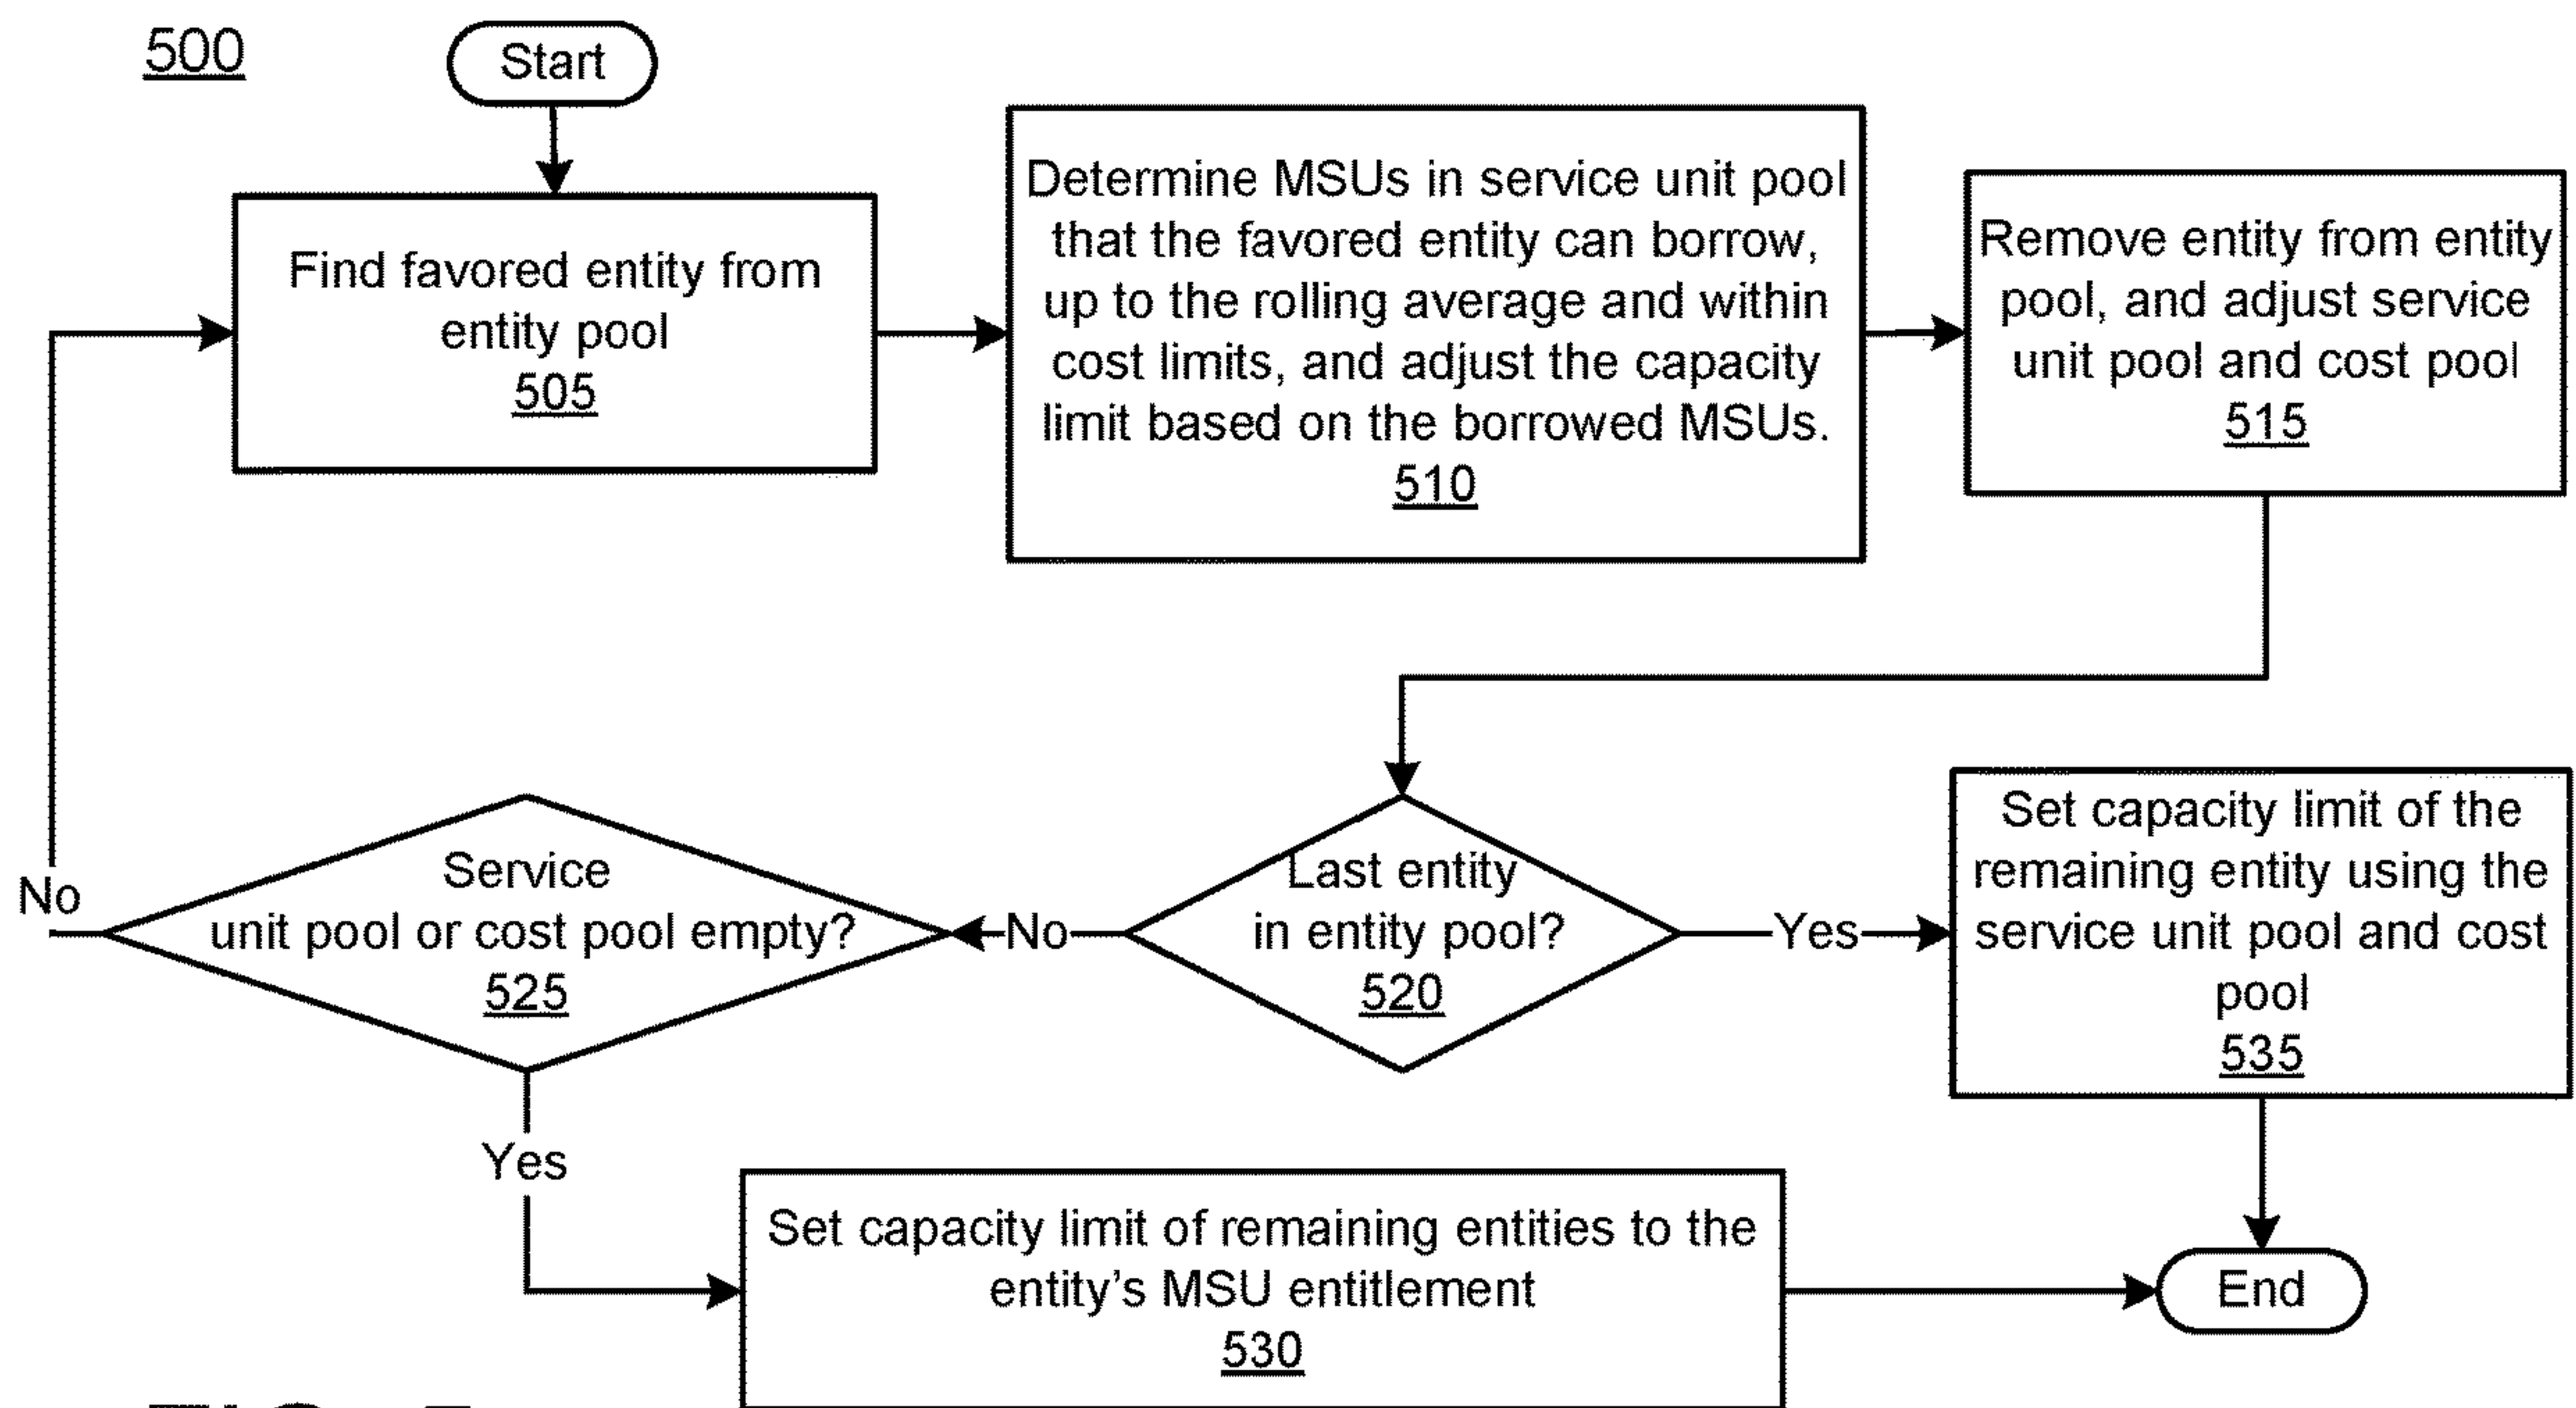 500
Start
Find favored entity from
entity pool
505
Determine MSUs in service unit pool
that the favored entity can borrow,
up to the rolling average and within
cost limits, and adjust the capacity
limit based on the borrowed MSUs.
510
Remove entity from entity
pool, and adjust service
unit pool and cost pool
515
Last entity
in entity pool?
520
No
Yes
Service
unit pool or cost pool empty?
525
No
Yes
Set capacity limit of the
remaining entity using the
service unit pool and cost
pool
535
Set capacity limit of remaining entities to the
entity's MSU entitlement
530
End